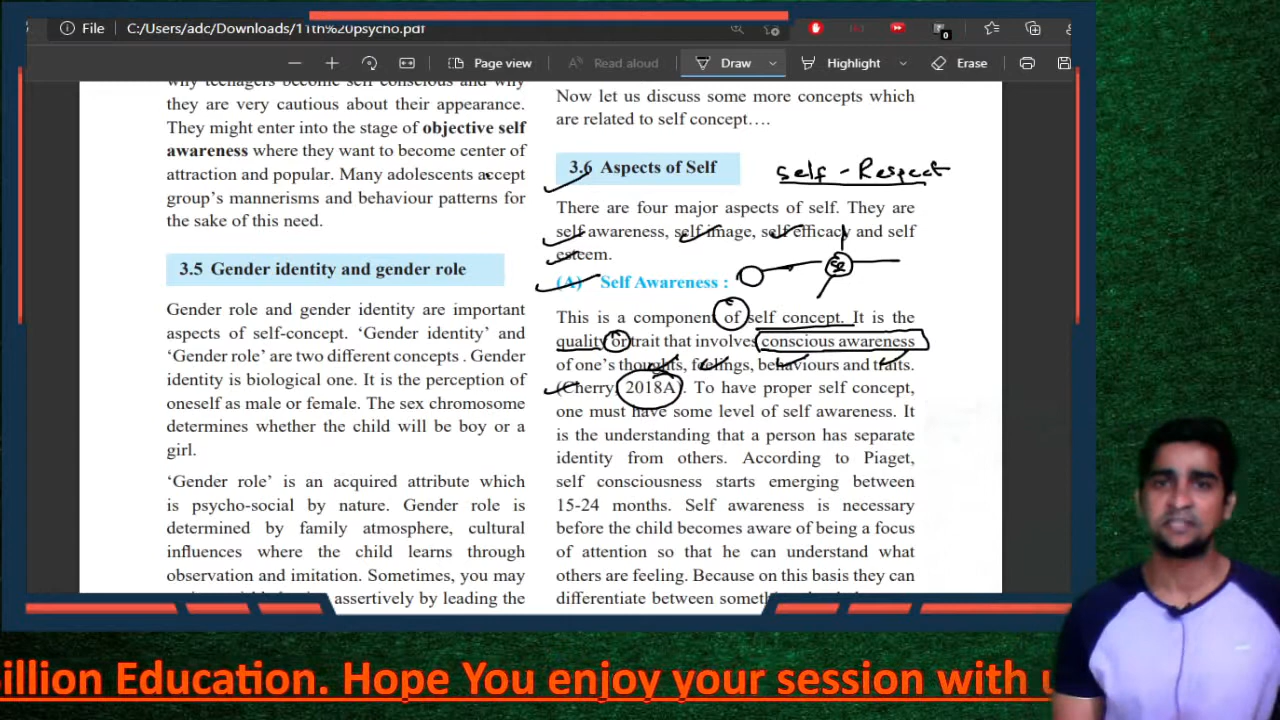 File C:/Users/adc/Downloads/11th%20psycho.pdf
0
Page view Read aloud Draw Highlight Erase
why teenagers become self conscious and why
they are very cautious about their appearance.
They might enter into the stage of objective self
awareness where they want to become center of
attraction and popular. Many adolescents accept
group's mannerisms and behaviour patterns for
the sake of this need.
3.5 Gender identity and gender role
Gender role and gender identity are important
aspects of self-concept. 'Gender identity' and
'Gender role' are two different concepts . Gender
identity is biological one. It is the perception of
oneself as male or female. The sex chromosome
determines whether the child will be boy or a
girl.
'Gender role' is an acquired attribute which
is psycho-social by nature. Gender role is
determined by family atmosphere, cultural
influences where the child learns through
observation and imitation. Sometimes, you may
assertively by leading the
Now let us discuss some more concepts which
are related to self concept….
3.6 Aspects of Self
self - Respect
There are four major aspects of self. They are
self awareness, self image, self efficacy and self
esteem.
(A) Self Awareness :
This is a component of self concept. It is the
quality or trait that involves conscious awareness
of one's thoughts, feelings, behaviours and traits.
(Cherry, 2018A). To have proper self concept,
one must have some level of self awareness. It
is the understanding that a person has separate
identity from others. According to Piaget,
self consciousness starts emerging between
15-24 months. Self awareness is necessary
before the child becomes aware of being a focus
of attention so that he can understand what
others are feeling. Because on this basis they can
differentiate between
illion Education. Hope You enjoy your session with u